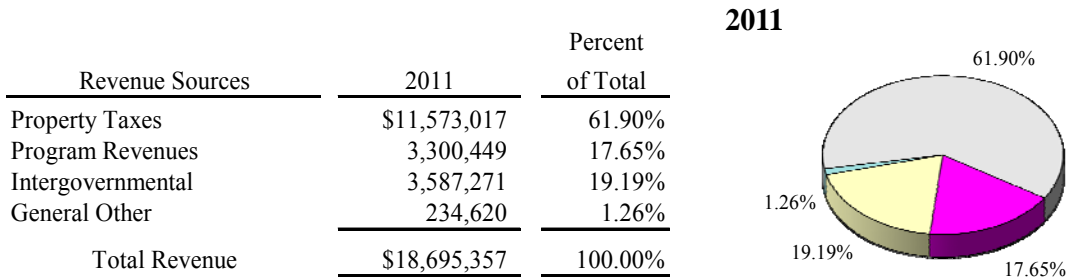 2011
Percent
Revenue Sources 2011 of Total
Property Taxes $11,573,017 61.90%
Program Revenues 3,300,449 17.65%
Intergovernmental 3,587,271 19.19%
General Other 234,620 1.26%
Total Revenue $18,695,357 100.00%
61.90%
1.26%
19.19%
17.65%